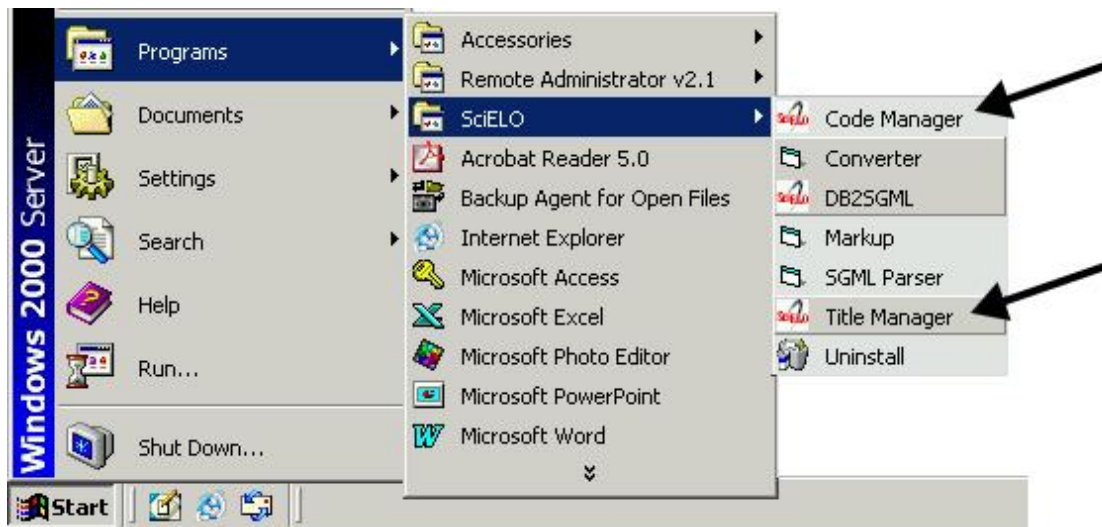 Windows 2000 Server
Programs
Documents
Settings
Search
Help
Run...
Shut Down...
Accessories
Remote Administrator v2.1
SciELO
Acrobat Reader 5.0
Backup Agent for Open Files
Internet Explorer
Microsoft Access
Microsoft Excel
Microsoft Photo Editor
Microsoft PowerPoint
Microsoft Word
Code Manager
Converter
DB2SGML
Markup
SGML Parser
Title Manager
Uninstall
Start